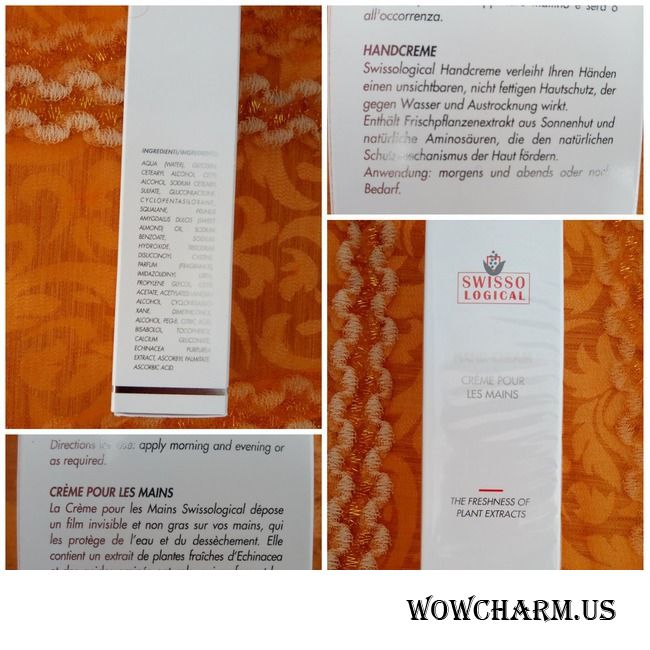 INGREDIENTI/INGREDIENTS:
AQUA (WATER), GLYCERIN,
CETEARYL ALCOHOL, CETYL
ALCOHOL, SODIUM CETEARYL
SULFATE, GLUCONOLACTONE,
CYCLOPENTASILOXANE,
SQUALANE, PRUNUS
AMYGDALUS DULCIS (SWEET
ALMOND) OIL, SODIUM
BENZOATE, SODIUM
HYDROXIDE, TRISODIUM
CYSTINE,
PARFUM (FRAGRANCE),
IMIDAZOLIDINYL UREA,
PROPYLENE GLYCOL, CETYL
ACETATE, ACETYLATED LANOLIN
ALCOHOL, CYCLOPENTASILO-
XANE, DIMETHICONOL,
ALCOHOL, PEG-8, CITRIC ACID,
BISABOLOL, TOCOPHEROL,
CALCIUM GLUCONATE,
ECHINACEA PURPUREA
EXTRACT, ASCORBYL PALMITATE,
ASCORBIC ACID.
mattino e sera o
all'occorrenza.
HANDCREME
Swissological Handcreme verleiht Ihren Händen
einen unsichtbaren, nicht fettigen Hautschutz, der
gegen Wasser und Austrocknung wirkt.
Enthält Frischpflanzenextrakt aus Sonnenhut und
natürliche Aminosäuren, die den natürlichen
Schutzmechanismus der Haut fördern.
Anwendung: morgens und abends oder nach
Bedarf.
SWISSO
LOGICAL
HAND CREAM
CRÈME POUR
LES MAINS
THE FRESHNESS OF
PLANT EXTRACTS
Directions for use: apply morning and evening or
as required.
CRÈME POUR LES MAINS
La Crème pour les Mains Swissological dépose
un film invisible et non gras sur vos mains, qui
les protège de l'eau et du dessèchement. Elle
contient un extrait de plantes fraîches d'Echinacea
WOWCHARM.US